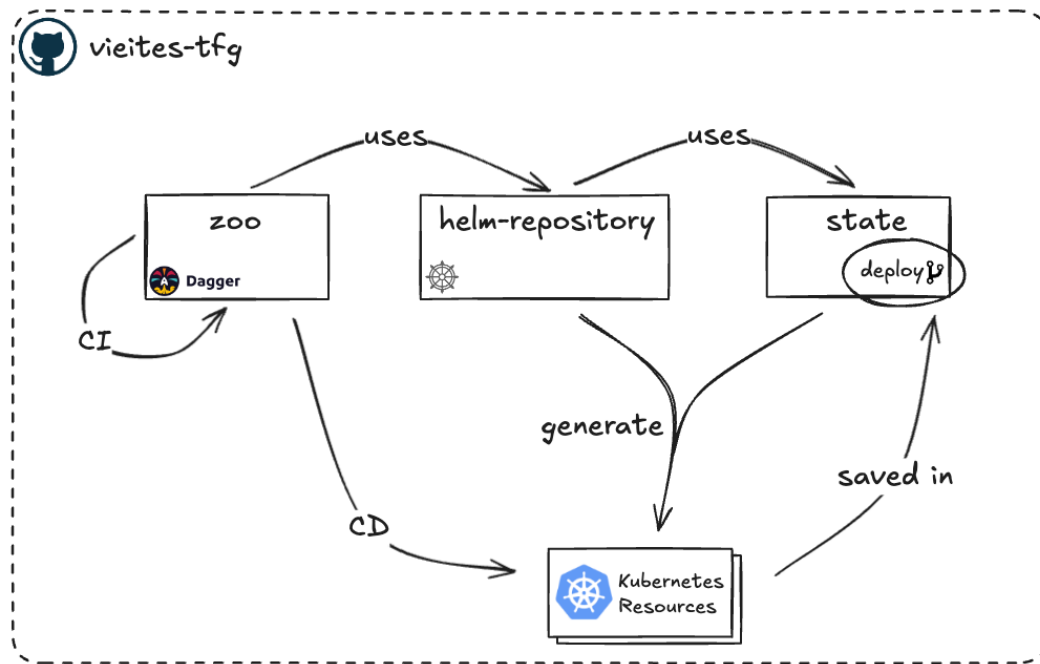 vieites-tfg
uses
uses
zoo
helm-repository
state
Dagger
deploy
CI
generate
saved in
CD
Kubernetes
Resources